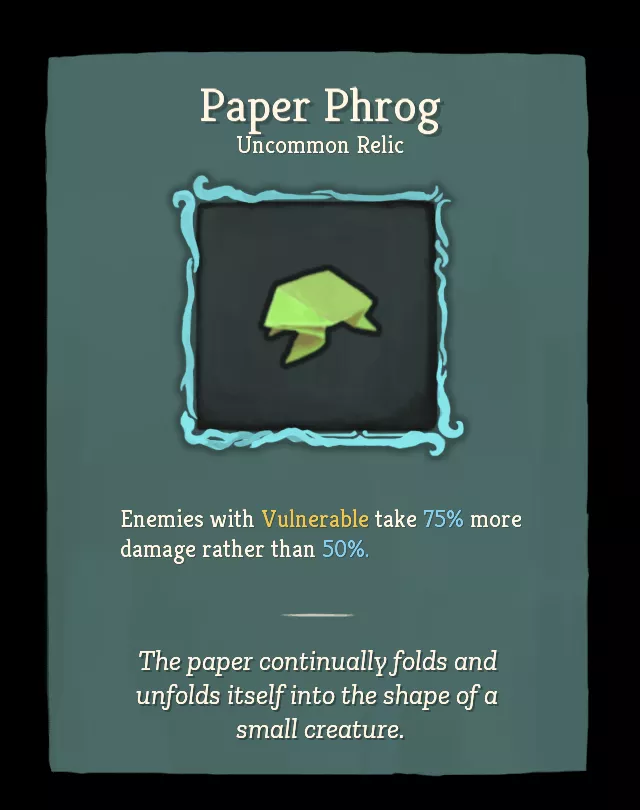 Paper Phrog
Uncommon Relic
Enemies with Vulnerable take 75% more
damage rather than 50%.
The paper continually folds and
unfolds itself into the shape of a
small creature.